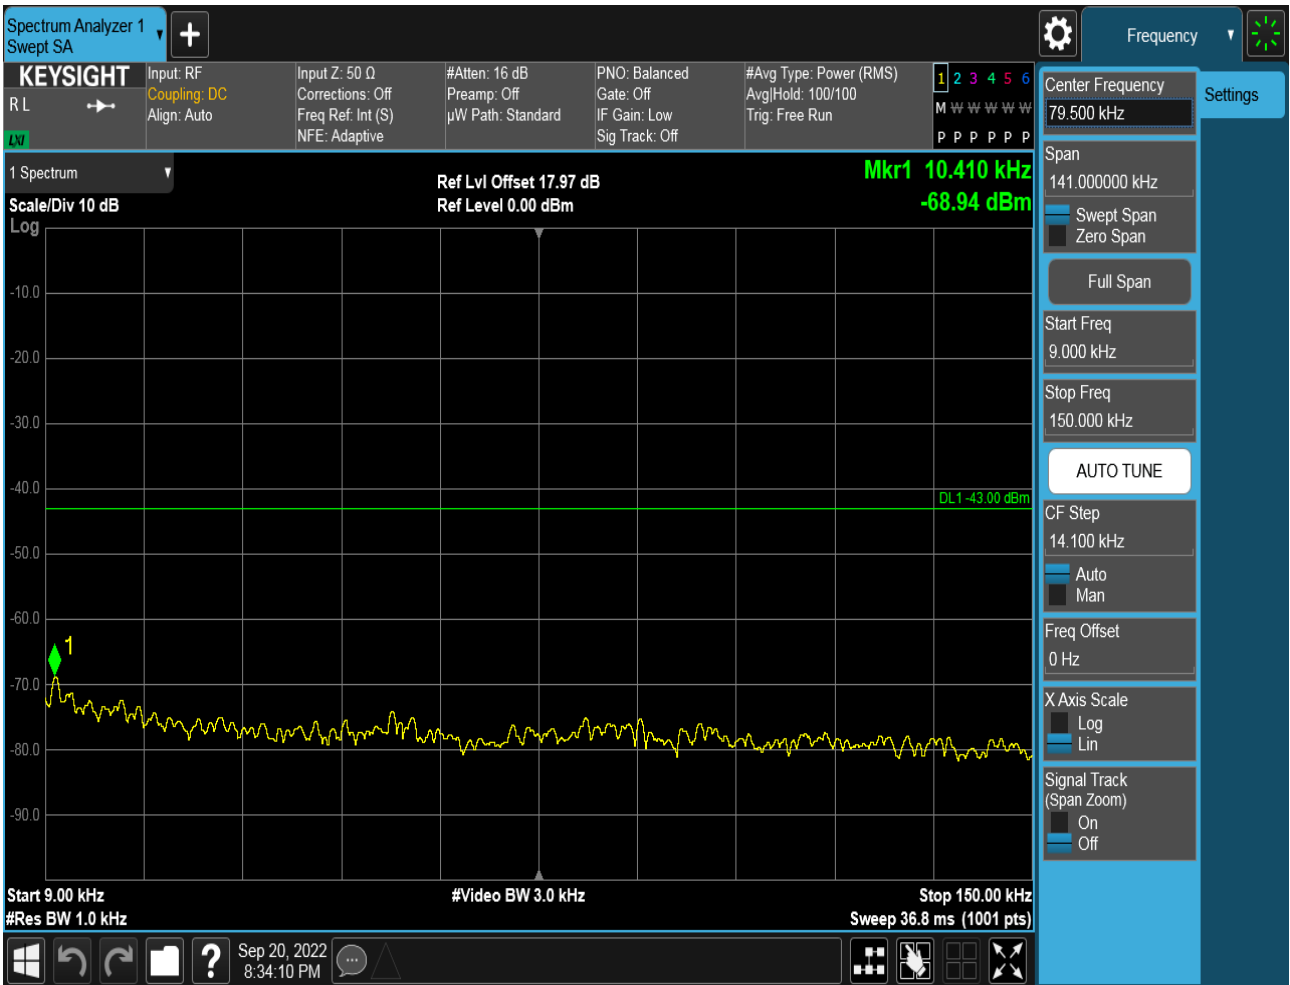 Spectrum Analyzer 1
Swept SA
Frequency
KEYSIGHT
R L
LXI
Input: RF
Coupling: DC
Align: Auto
Input Z: 50 Ω
Corrections: Off
Freq Ref: Int (S)
NFE: Adaptive
#Atten: 16 dB
Preamp: Off
µW Path: Standard
PNO: Balanced
Gate: Off
IF Gain: Low
Sig Track: Off
#Avg Type: Power (RMS)
Avg|Hold: 100/100
Trig: Free Run
1 2 3 4 5 6
M W W W W W
P P P P P P
1 Spectrum
Scale/Div 10 dB
Log
Ref Lvl Offset 17.97 dB
Ref Level 0.00 dBm
Mkr1 10.410 kHz
-68.94 dBm
-10.0
-20.0
-30.0
-40.0
DL1 -43.00 dBm
-50.0
-60.0
1
-70.0
-80.0
-90.0
Start 9.00 kHz
#Res BW 1.0 kHz
#Video BW 3.0 kHz
Stop 150.00 kHz
Sweep 36.8 ms (1001 pts)
Sep 20, 2022
8:34:10 PM
Settings
Center Frequency
79.500 kHz
Span
141.000000 kHz
Swept Span
Zero Span
Full Span
Start Freq
9.000 kHz
Stop Freq
150.000 kHz
AUTO TUNE
CF Step
14.100 kHz
Auto
Man
Freq Offset
0 Hz
X Axis Scale
Log
Lin
Signal Track
(Span Zoom)
On
Off